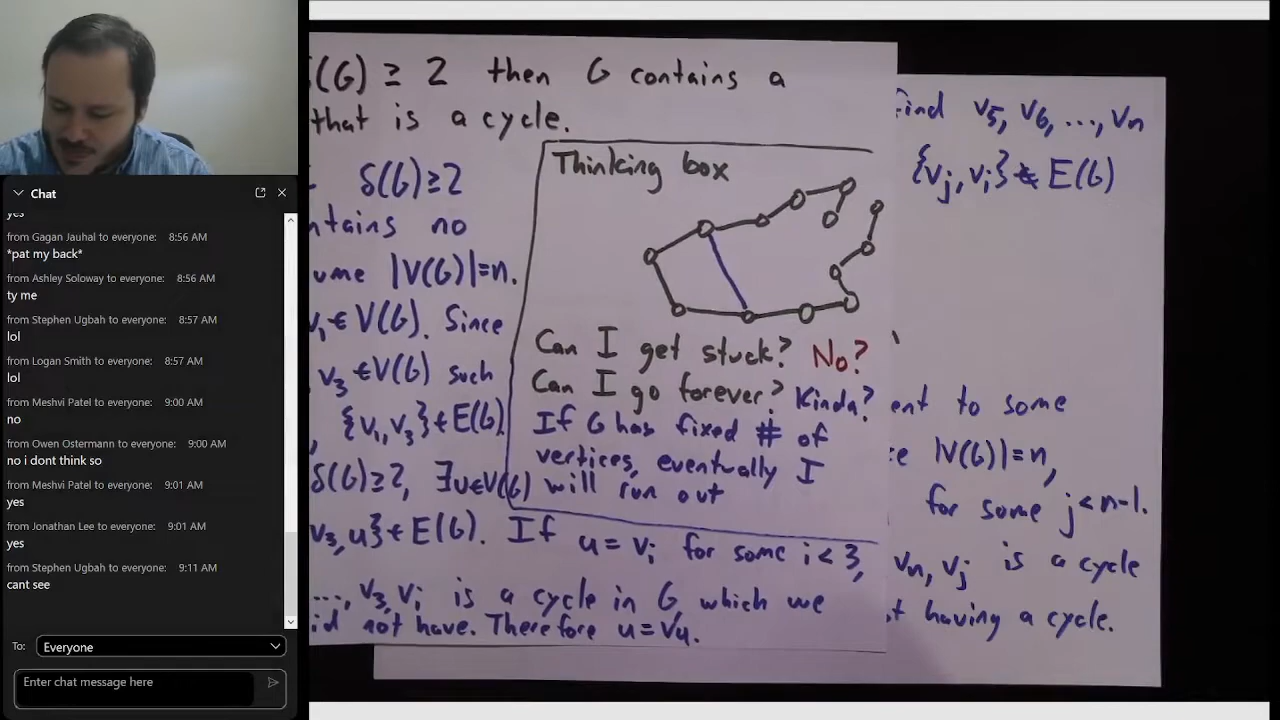 Chat
yes
from Gagan Jauhal to everyone: 8:56 AM
*pat my back*
from Ashley Soloway to everyone: 8:56 AM
ty me
from Stephen Ugbah to everyone: 8:57 AM
lol
from Logan Smith to everyone: 8:57 AM
lol
from Meshvi Patel to everyone: 9:00 AM
no
from Owen Ostermann to everyone: 9:00 AM
no i dont think so
from Meshvi Patel to everyone: 9:01 AM
yes
from Jonathan Lee to everyone: 9:01 AM
yes
from Stephen Ugbah to everyone: 9:11 AM
cant see
To: Everyone
Enter chat message here
(G) ≥ 2 then G contains a
that is a cycle.
δ(G)≥2
ntains no
ume |V(G)|=n.
v₁∈V(G). Since
v₃∈V(G) such
{v₁,v₃}∈E(G).
δ(G)≥2, ∃u∈V(G)
v₃,u}∈E(G). If u=vᵢ for some i<3,
..., v₃,vᵢ is a cycle in G, which we
id not have. Therefore u=v₄.
Thinking box
Can I get stuck? No?
Can I go forever? Kinda?
If G has fixed # of
vertices, eventually I
will run out
find v₅, v₆, ..., vₙ
{vⱼ,vᵢ} E(G)
ent to some
ce |V(G)|=n,
for some j<n-1.
vₙ, vⱼ is a cycle
t having a cycle.